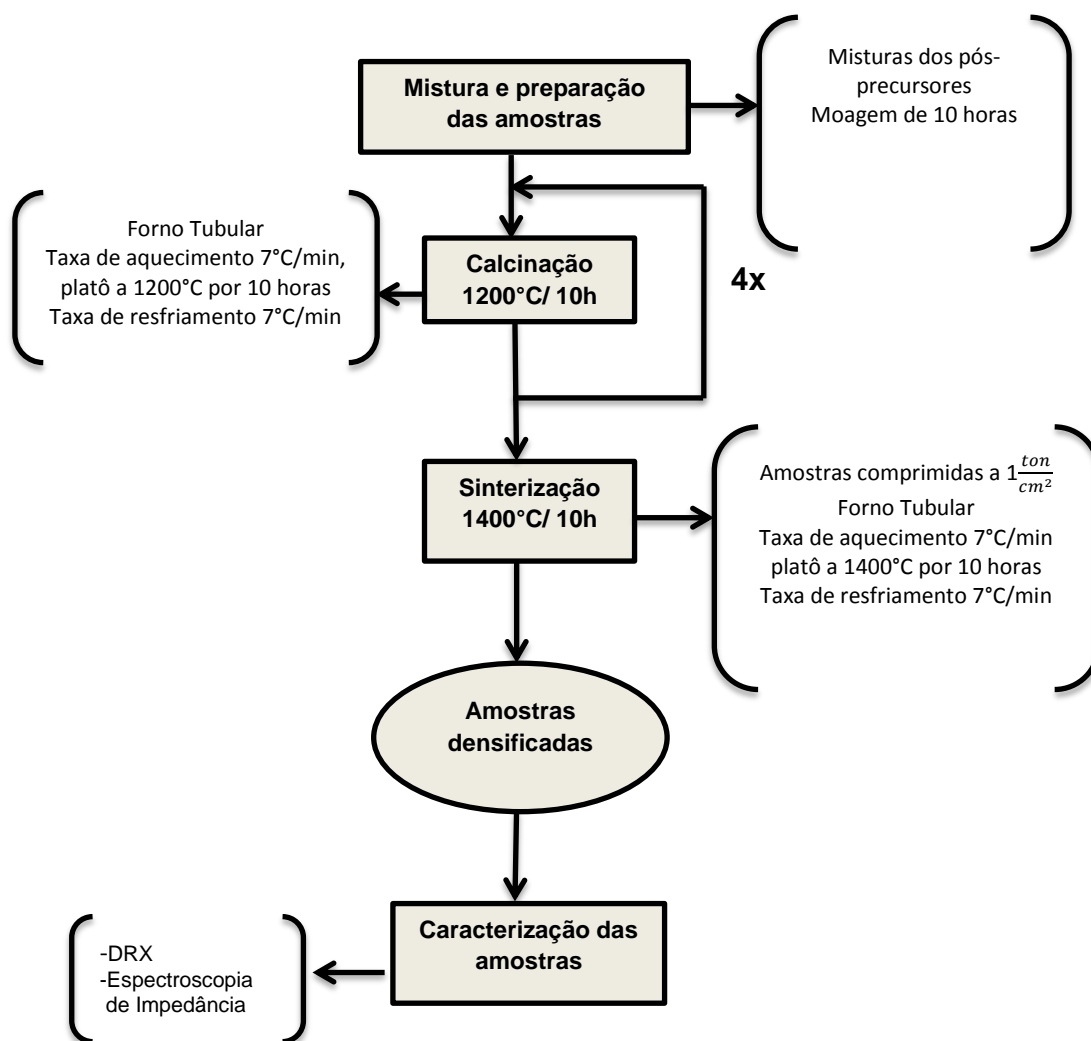 Mistura e preparação
das amostras
Misturas dos pós-
precursores
Moagem de 10 horas
Forno Tubular
Taxa de aquecimento 7°C/min,
platô a 1200°C por 10 horas
Taxa de resfriamento 7°C/min
Calcinação
1200°C/ 10h
4x
Sinterização
1400°C/ 10h
Amostras comprimidas a 1 ton/cm²
Forno Tubular
Taxa de aquecimento 7°C/min
platô a 1400°C por 10 horas
Taxa de resfriamento 7°C/min
Amostras
densificadas
Caracterização das
amostras
-DRX
-Espectroscopia
de Impedância